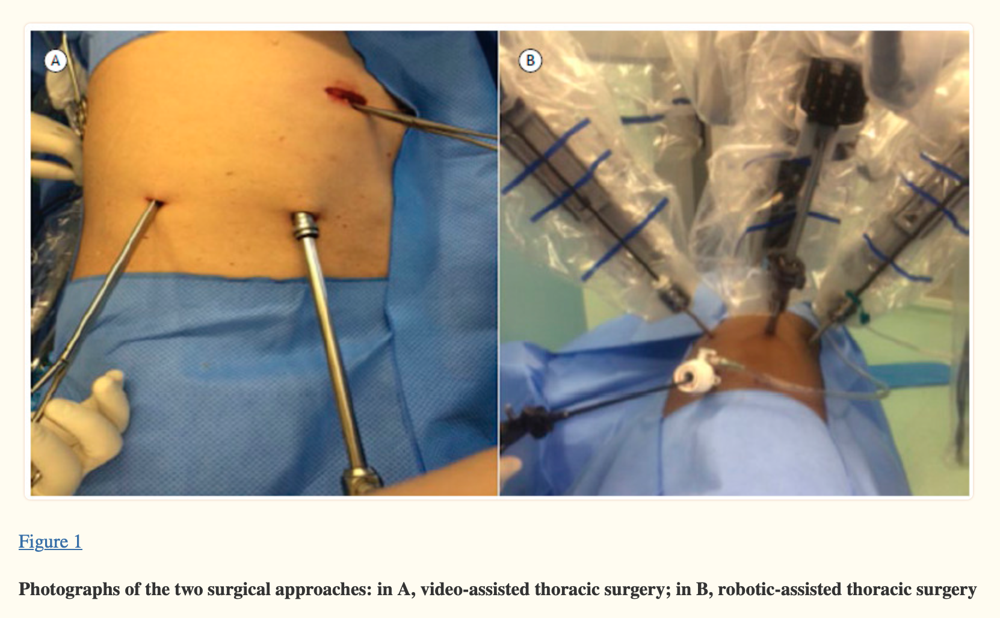 A
B
Figure 1
Photographs of the two surgical approaches: in A, video-assisted thoracic surgery; in B, robotic-assisted thoracic surgery